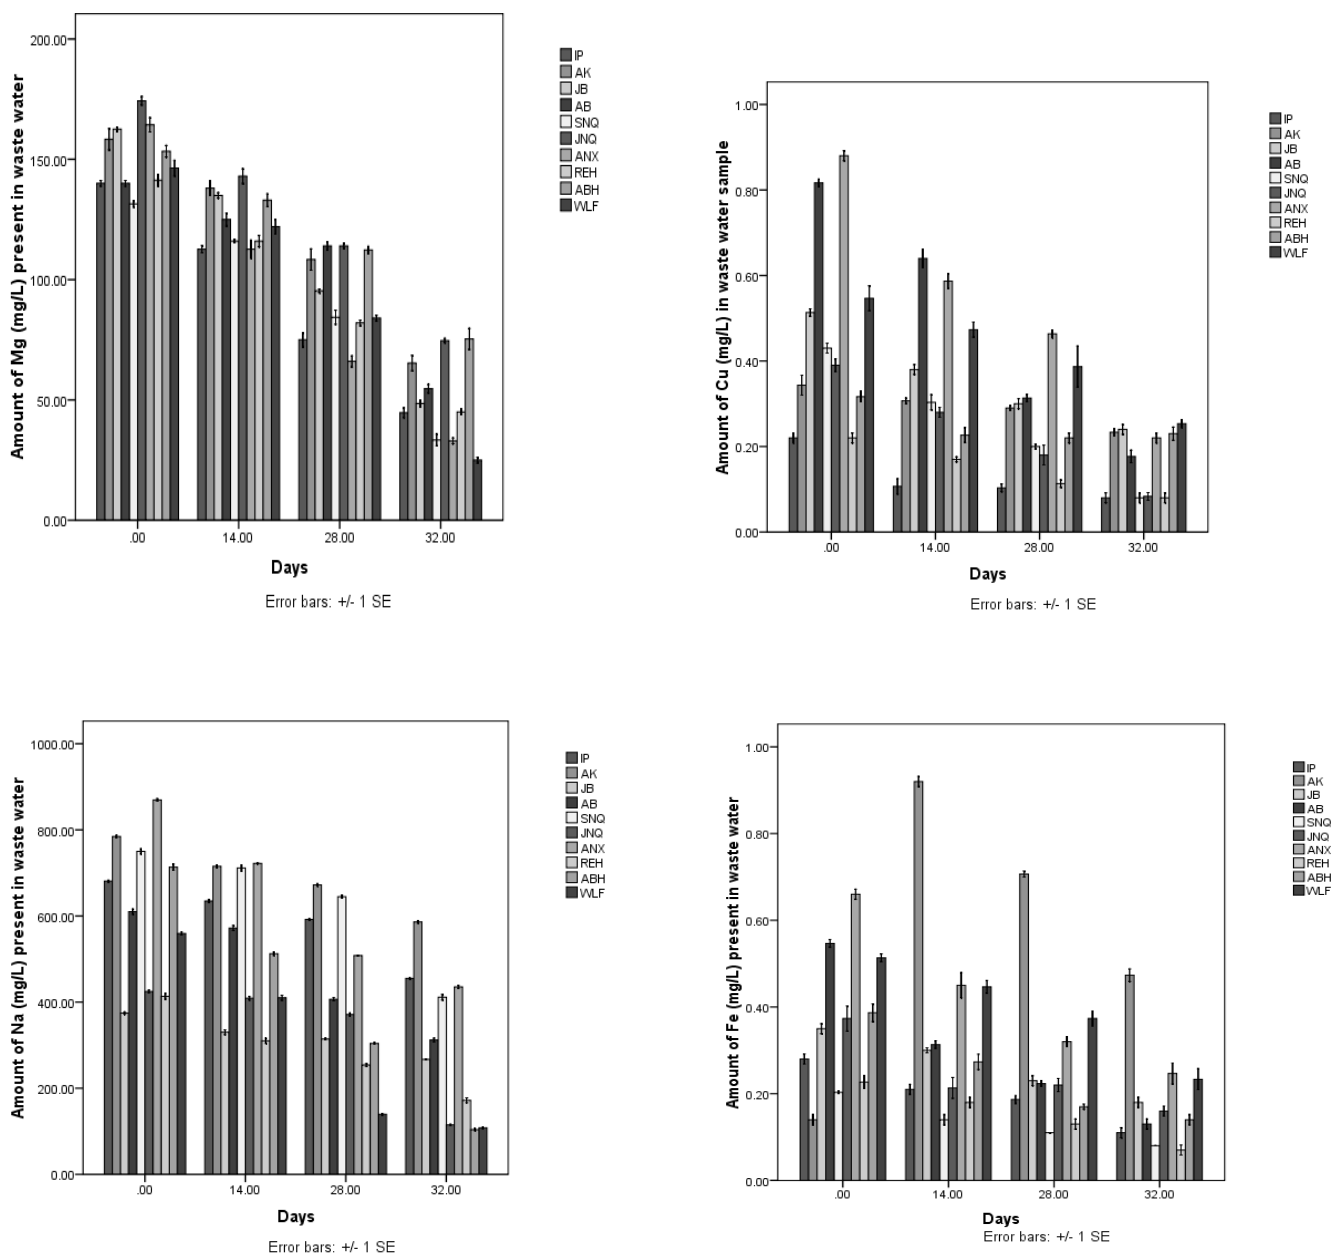 Amount of Mg (mg/L) present in waste water
200.00
150.00
100.00
50.00
0.00
.00
14.00
28.00
32.00
Days
Error bars: +/- 1 SE
IP
AK
JB
AB
SNQ
JNQ
ANX
REH
ABH
WLF
Amount of Cu (mg/L) in waste water sample
1.00
0.80
0.60
0.40
0.20
0.00
.00
14.00
28.00
32.00
Days
Error bars: +/- 1 SE
IP
AK
JB
AB
SNQ
JNQ
ANX
REH
ABH
WLF
Amount of Na (mg/L) present in waste water
1000.00
800.00
600.00
400.00
200.00
0.00
.00
14.00
28.00
32.00
Days
Error bars: +/- 1 SE
IP
AK
JB
AB
SNQ
JNQ
ANX
REH
ABH
WLF
Amount of Fe (mg/L) present in waste water
1.00
0.80
0.60
0.40
0.20
0.00
.00
14.00
28.00
32.00
Days
Error bars: +/- 1 SE
IP
AK
JB
AB
SNQ
JNQ
ANX
REH
ABH
WLF